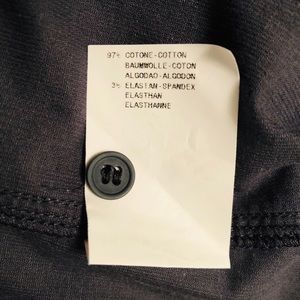 97% COTONE-COTTON
BAUMWOLLE-COTON
ALGODAO-ALGODON
3% ELASTAN-SPANDEX
ELASTHAN
ELASTHANNE